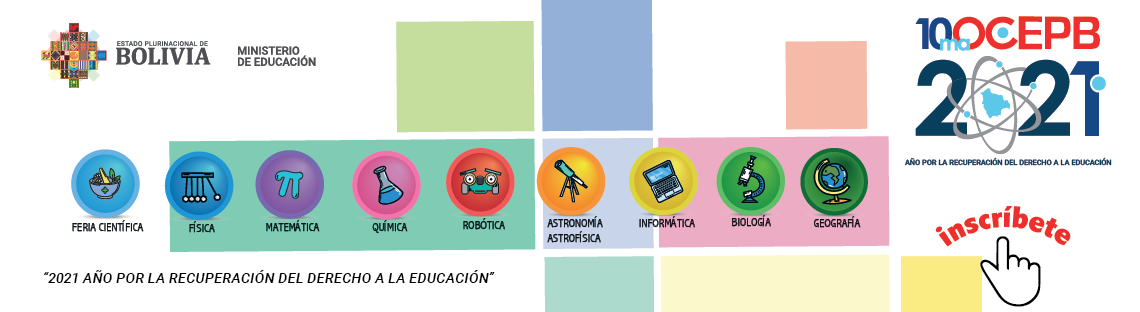 ESTADO PLURINACIONAL DE
BOLIVIA
MINISTERIO
DE EDUCACIÓN
10ma OCEPB
2021
AÑO POR LA RECUPERACIÓN DEL DERECHO A LA EDUCACIÓN
FERIA CIENTÍFICA
FÍSICA
MATEMÁTICA
QUÍMICA
ROBÓTICA
ASTRONOMÍA
ASTROFÍSICA
INFORMÁTICA
BIOLOGÍA
GEOGRAFÍA
inscríbete
“2021 AÑO POR LA RECUPERACIÓN DEL DERECHO A LA EDUCACIÓN”